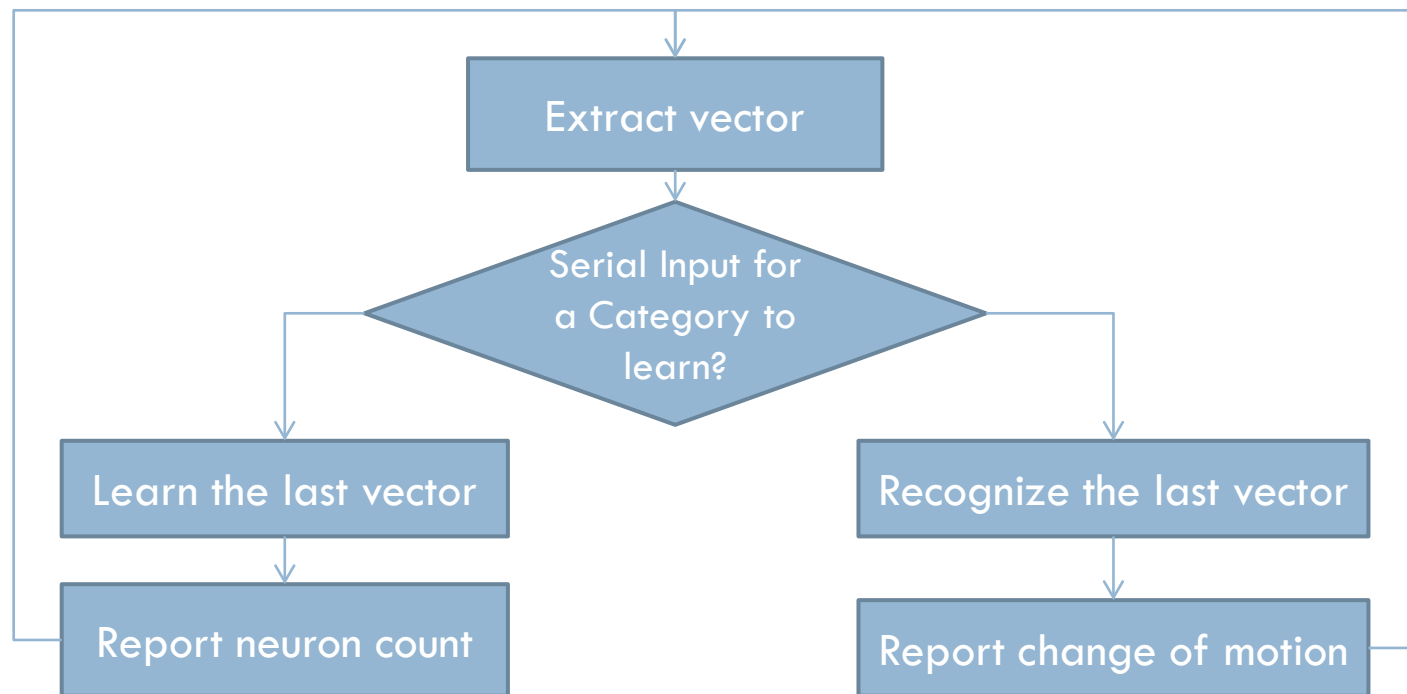 Extract vector
Serial Input for
a Category to
learn?
Learn the last vector
Recognize the last vector
Report neuron count
Report change of motion